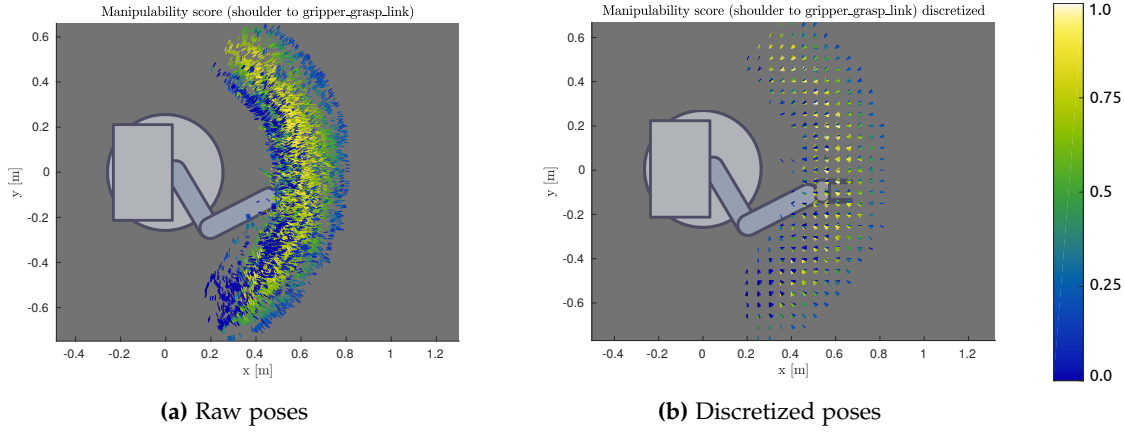 Manipulability score (shoulder to gripper_grasp_link)
0.6
0.4
0.2
0
-0.2
-0.4
-0.6
y [m]
-0.4 -0.2 0 0.2 0.4 0.6 0.8 1 1.2
x [m]
(a) Raw poses
Manipulability score (shoulder to gripper_grasp_link) discretized
0.6
0.4
0.2
0
-0.2
-0.4
-0.6
y [m]
-0.4 -0.2 0 0.2 0.4 0.6 0.8 1 1.2
x [m]
(b) Discretized poses
1.0
0.75
0.5
0.25
0.0